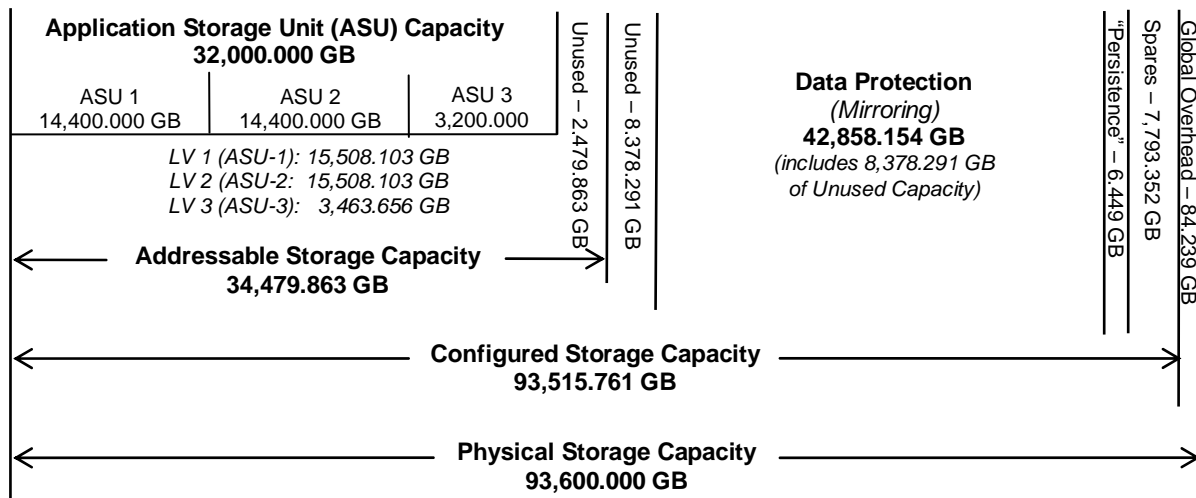 Application Storage Unit (ASU) Capacity
32,000.000 GB
ASU 1
14,400.000 GB
ASU 2
14,400.000 GB
ASU 3
3,200.000
LV 1 (ASU-1): 15,508.103 GB
LV 2 (ASU-2: 15,508.103 GB
LV 3 (ASU-3): 3,463.656 GB
Unused – 2.479.863 GB
Unused – 8.378.291 GB
Data Protection
(Mirroring)
42,858.154 GB
(includes 8,378.291 GB
of Unused Capacity)
"Persistence" – 6.449 GB
Spares – 7,793.352 GB
Global Overhead – 84.239 GB
Addressable Storage Capacity
34,479.863 GB
Configured Storage Capacity
93,515.761 GB
Physical Storage Capacity
93,600.000 GB